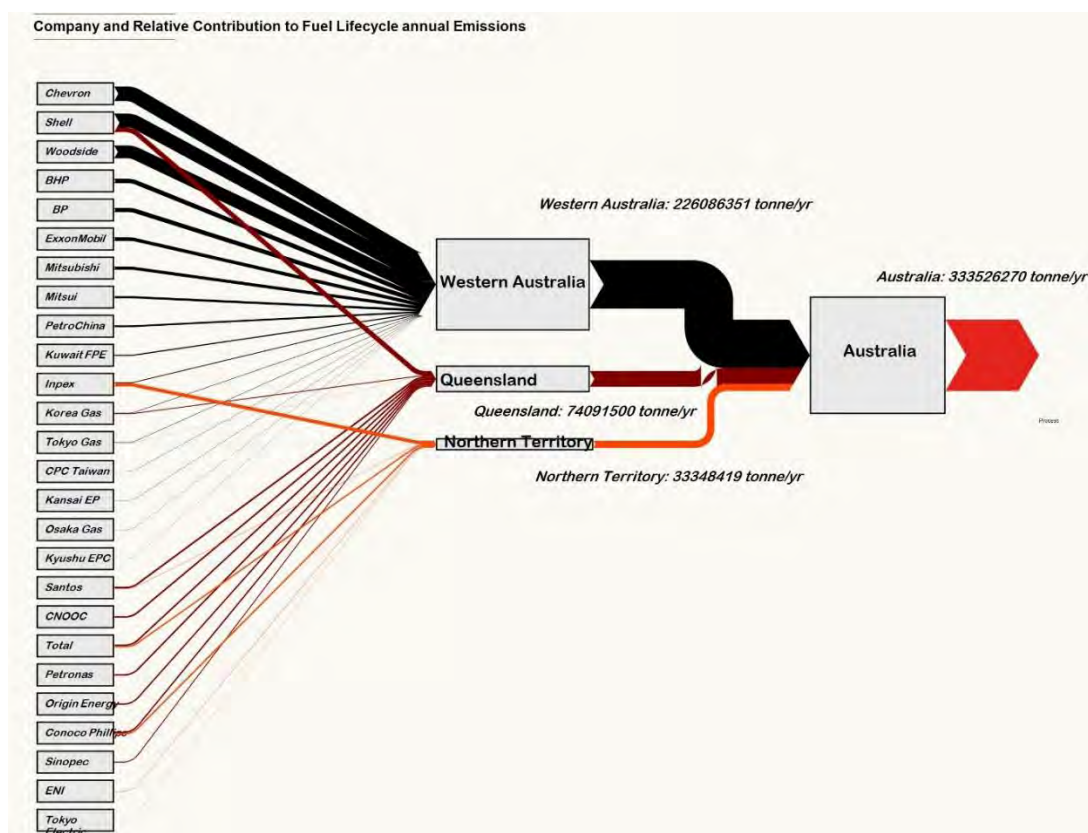 Company and Relative Contribution to Fuel Lifecycle annual Emissions
Chevron
Shell
Woodside
BHP
BP
ExxonMobil
Mitsubishi
Mitsui
PetroChina
Kuwait FPE
Inpex
Korea Gas
Tokyo Gas
CPC Taiwan
Kansai EP
Osaka Gas
Kyushu EPC
Santos
CNOOC
Total
Petronas
Origin Energy
Conoco Phillips
Sinopec
ENI
Tokyo
Electric
Western Australia: 226086351 tonne/yr
Western Australia
Queensland
Queensland: 74091500 tonne/yr
Northern Territory
Northern Territory: 33348419 tonne/yr
Australia: 333526270 tonne/yr
Australia